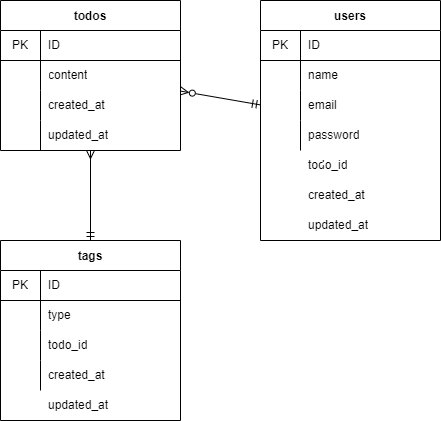 todos
PK ID
content
created_at
updated_at
users
PK ID
name
email
password
todo_id
created_at
updated_at
tags
PK ID
type
todo_id
created_at
updated_at